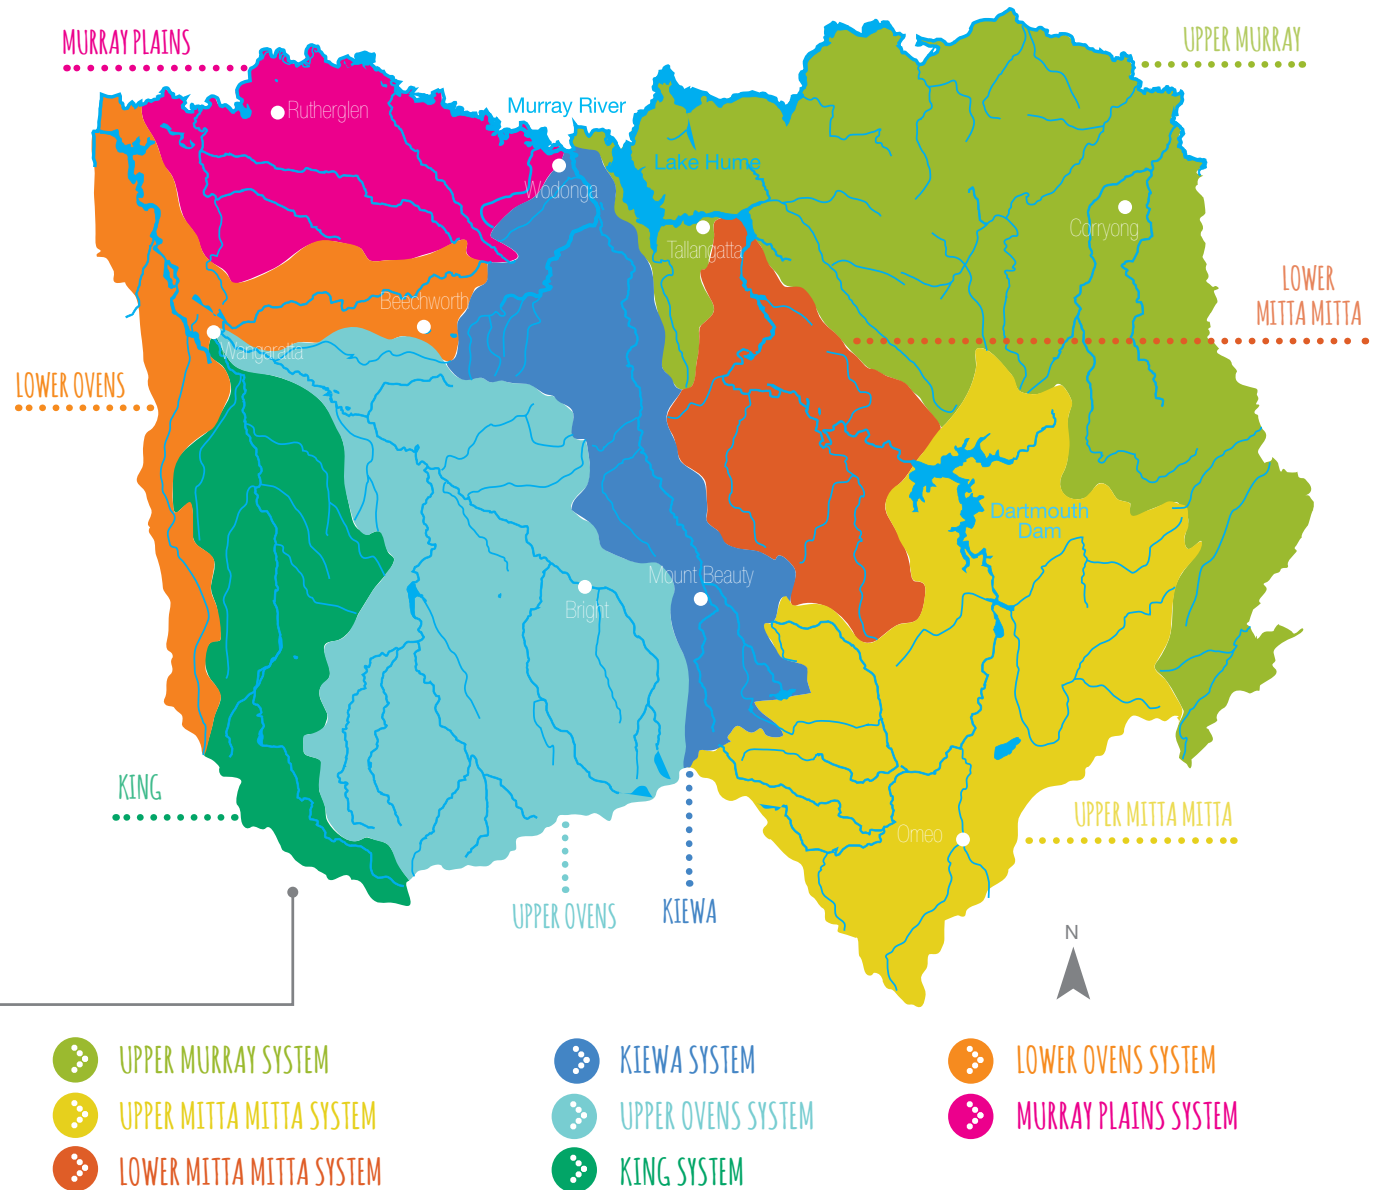 MURRAY PLAINS
UPPER MURRAY
Rutherglen
Murray River
Lake Hume
Wodonga
Corryong
Tallangatta
LOWER
MITTA MITTA
Beechworth
Wangaratta
LOWER OVENS
Dartmouth
Dam
Mount Beauty
Bright
KING
UPPER MITTA MITTA
Omeo
UPPER OVENS
KIEWA
N
UPPER MURRAY SYSTEM
KIEWA SYSTEM
LOWER OVENS SYSTEM
UPPER MITTA MITTA SYSTEM
UPPER OVENS SYSTEM
MURRAY PLAINS SYSTEM
LOWER MITTA MITTA SYSTEM
KING SYSTEM